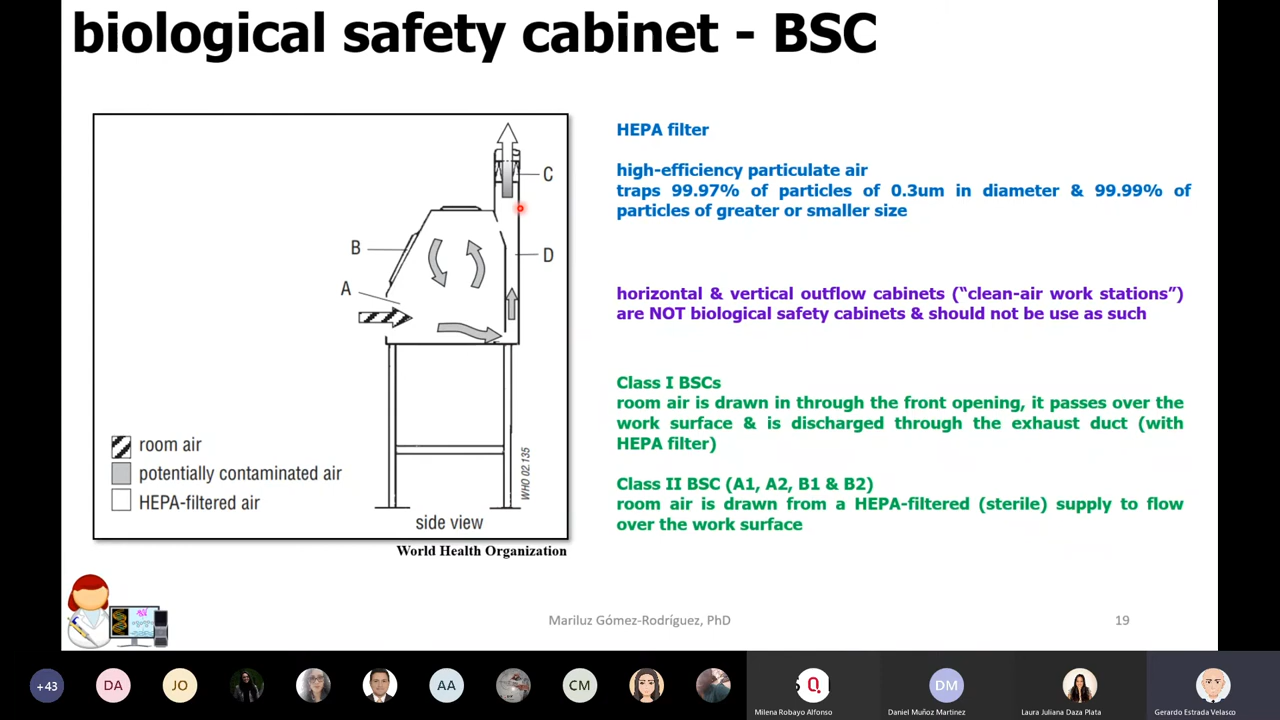 biological safety cabinet - BSC
C
B
D
A
room air
potentially contaminated air
HEPA-filtered air
WHO 02.135
side view
World Health Organization
HEPA filter
high-efficiency particulate air
traps 99.97% of particles of 0.3um in diameter & 99.99% of
particles of greater or smaller size
horizontal & vertical outflow cabinets (“clean-air work stations”)
are NOT biological safety cabinets & should not be use as such
Class I BSCs
room air is drawn in through the front opening, it passes over the
work surface & is discharged through the exhaust duct (with
HEPA filter)
Class II BSC (A1, A2, B1 & B2)
room air is drawn from a HEPA-filtered (sterile) supply to flow
over the work surface
Mariluz Gómez-Rodríguez, PhD
19
+43
DA
JO
AA
CM
Q
DM
Milena Robayo Alfonso
Daniel Muñoz Martinez
Laura Juliana Daza Plata
Gerardo Estrada Velasco